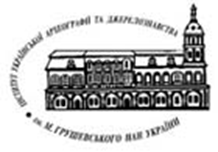 ІНСТИТУТ УКРАЇНСЬКОЇ АРХЕОГРАФІЇ ТА ДЖЕРЕЛОЗНАВСТВА
ім. М. ГРУШЕВСЬКОГО НАН УКРАЇНИ